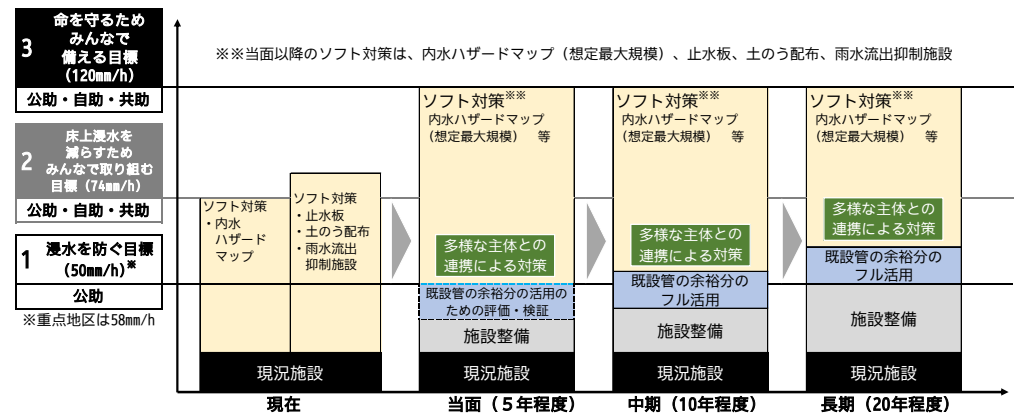 3
命を守るため
みんなで
備える目標
（120mm/h）
公助・自助・共助
2
床上浸水を
減らすため
みんなで取り組む
目標（74mm/h）
公助・自助・共助
1
浸水を防ぐ目標
（50mm/h）※
公助
※重点地区は58mm/h
※※当面以降のソフト対策は、内水ハザードマップ（想定最大規模）、止水板、土のう配布、雨水流出抑制施設
ソフト対策
・内水
ハザード
マップ
ソフト対策
・止水板
・土のう配布
・雨水流出
抑制施設
現況施設
現在
ソフト対策※※
内水ハザードマップ
（想定最大規模） 等
多様な主体との
連携による対策
既設管の余裕分の活用の
ための評価・検証
施設整備
現況施設
当面（５年程度）
ソフト対策※※
内水ハザードマップ
（想定最大規模） 等
多様な主体との
連携による対策
既設管の余裕分の
フル活用
施設整備
現況施設
中期（10年程度）
ソフト対策※※
内水ハザードマップ
（想定最大規模） 等
多様な主体との
連携による対策
既設管の余裕分の
フル活用
施設整備
現況施設
長期（20年程度）